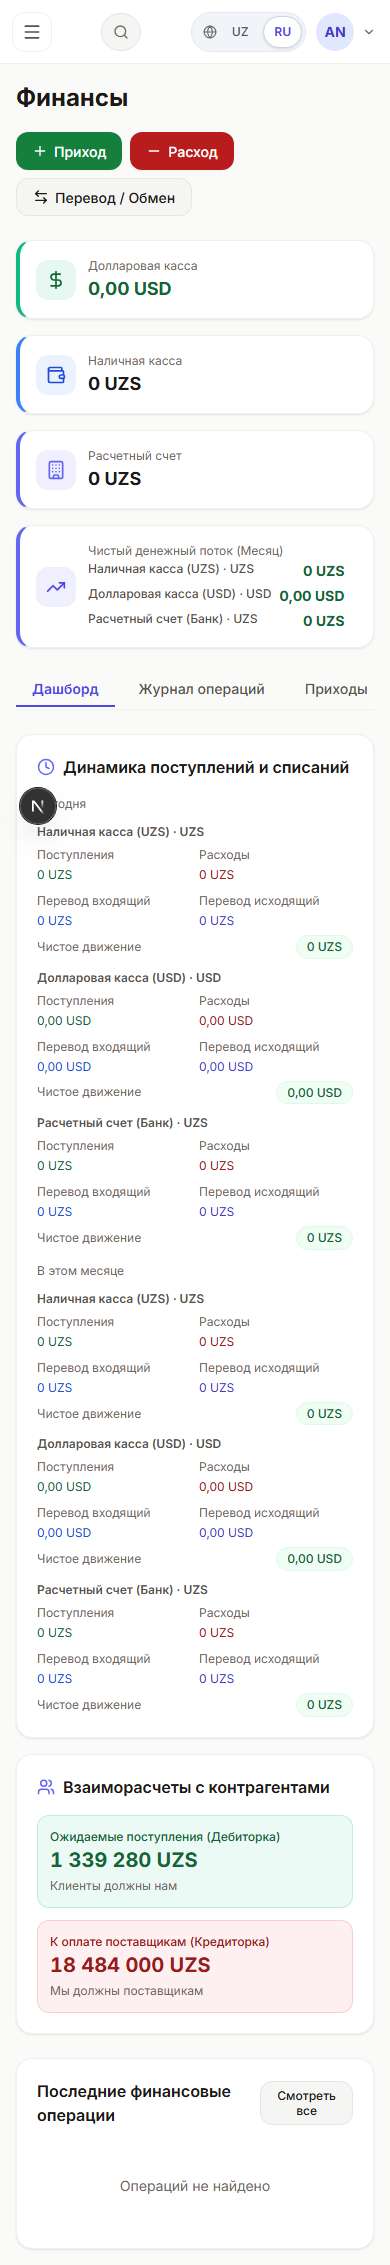 UZ
RU
AN
Финансы
+ Приход
− Расход
Перевод / Обмен
Долларовая касса
0,00 USD
Наличная касса
0 UZS
Расчетный счет
0 UZS
Чистый денежный поток (Месяц)
Наличная касса (UZS) · UZS 0 UZS
Долларовая касса (USD) · USD 0,00 USD
Расчетный счет (Банк) · UZS 0 UZS
Дашборд Журнал операций Приходы
Динамика поступлений и списаний
N
Наличная касса (UZS) · UZS
Поступления Расходы
0 UZS 0 UZS
Перевод входящий Перевод исходящий
0 UZS 0 UZS
Чистое движение 0 UZS
Долларовая касса (USD) · USD
Поступления Расходы
0,00 USD 0,00 USD
Перевод входящий Перевод исходящий
0,00 USD 0,00 USD
Чистое движение 0,00 USD
Расчетный счет (Банк) · UZS
Поступления Расходы
0 UZS 0 UZS
Перевод входящий Перевод исходящий
0 UZS 0 UZS
Чистое движение 0 UZS
В этом месяце
Наличная касса (UZS) · UZS
Поступления Расходы
0 UZS 0 UZS
Перевод входящий Перевод исходящий
0 UZS 0 UZS
Чистое движение 0 UZS
Долларовая касса (USD) · USD
Поступления Расходы
0,00 USD 0,00 USD
Перевод входящий Перевод исходящий
0,00 USD 0,00 USD
Чистое движение 0,00 USD
Расчетный счет (Банк) · UZS
Поступления Расходы
0 UZS 0 UZS
Перевод входящий Перевод исходящий
0 UZS 0 UZS
Чистое движение 0 UZS
Взаиморасчеты с контрагентами
Ожидаемые поступления (Дебиторка)
1 339 280 UZS
Клиенты должны нам
К оплате поставщикам (Кредиторка)
18 484 000 UZS
Мы должны поставщикам
Последние финансовые
операции
Смотреть
все
Операций не найдено